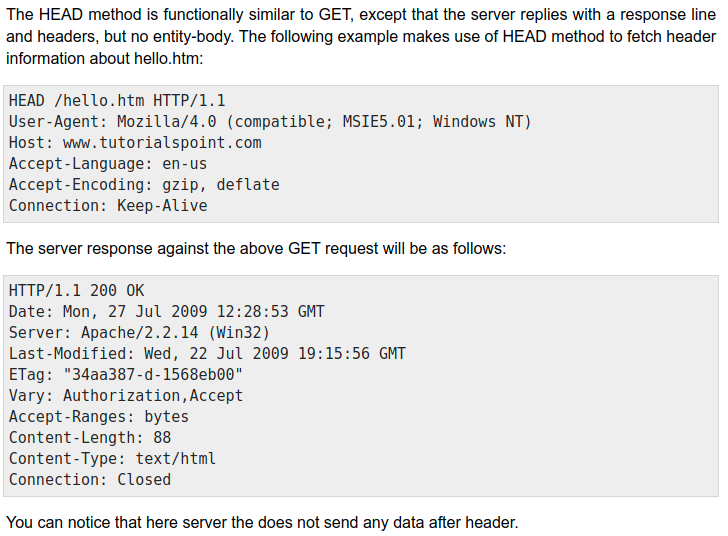 The HEAD method is functionally similar to GET, except that the server replies with a response line
and headers, but no entity-body. The following example makes use of HEAD method to fetch header
information about hello.htm:
HEAD /hello.htm HTTP/1.1
User-Agent: Mozilla/4.0 (compatible; MSIE5.01; Windows NT)
Host: www.tutorialspoint.com
Accept-Language: en-us
Accept-Encoding: gzip, deflate
Connection: Keep-Alive
The server response against the above GET request will be as follows:
HTTP/1.1 200 OK
Date: Mon, 27 Jul 2009 12:28:53 GMT
Server: Apache/2.2.14 (Win32)
Last-Modified: Wed, 22 Jul 2009 19:15:56 GMT
ETag: "34aa387-d-1568eb00"
Vary: Authorization,Accept
Accept-Ranges: bytes
Content-Length: 88
Content-Type: text/html
Connection: Closed
You can notice that here server the does not send any data after header.